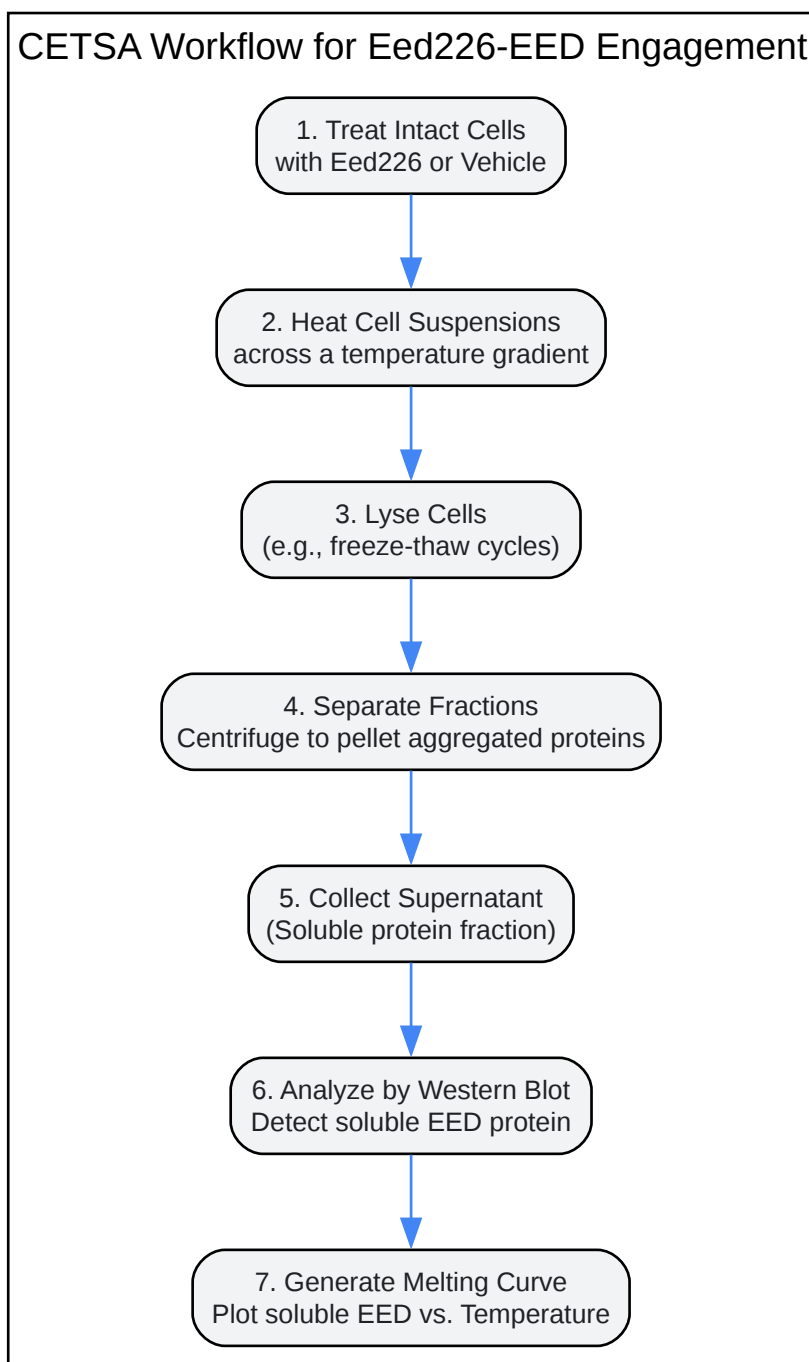 CETSA Workflow for Eed226-EED Engagement
1. Treat Intact Cells
with Eed226 or Vehicle
2. Heat Cell Suspensions
across a temperature gradient
3. Lyse Cells
(e.g., freeze-thaw cycles)
4. Separate Fractions
Centrifuge to pellet aggregated proteins
5. Collect Supernatant
(Soluble protein fraction)
6. Analyze by Western Blot
Detect soluble EED protein
7. Generate Melting Curve
Plot soluble EED vs. Temperature